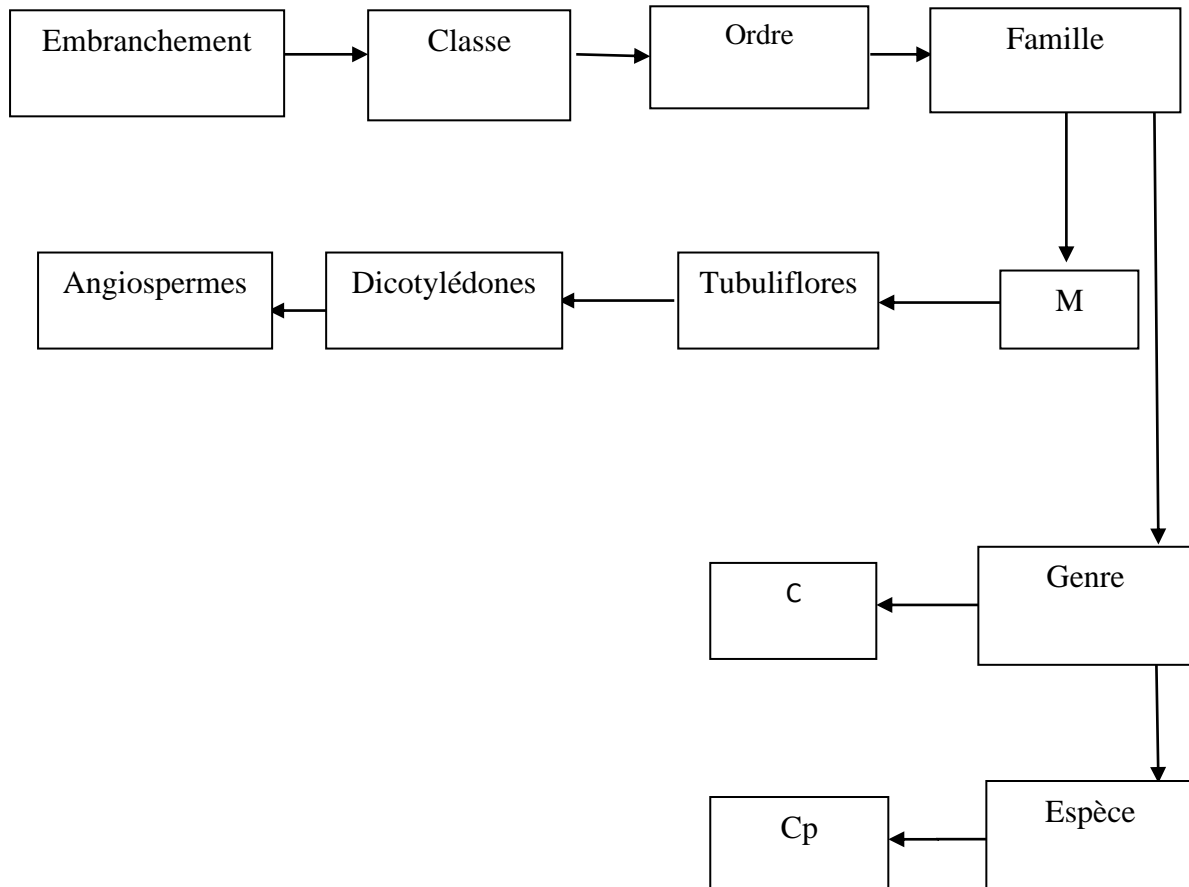 Embranchement
Classe
Ordre
Famille
Angiospermes
Dicotylédones
Tubuliflores
M
C
Genre
Cp
Espèce